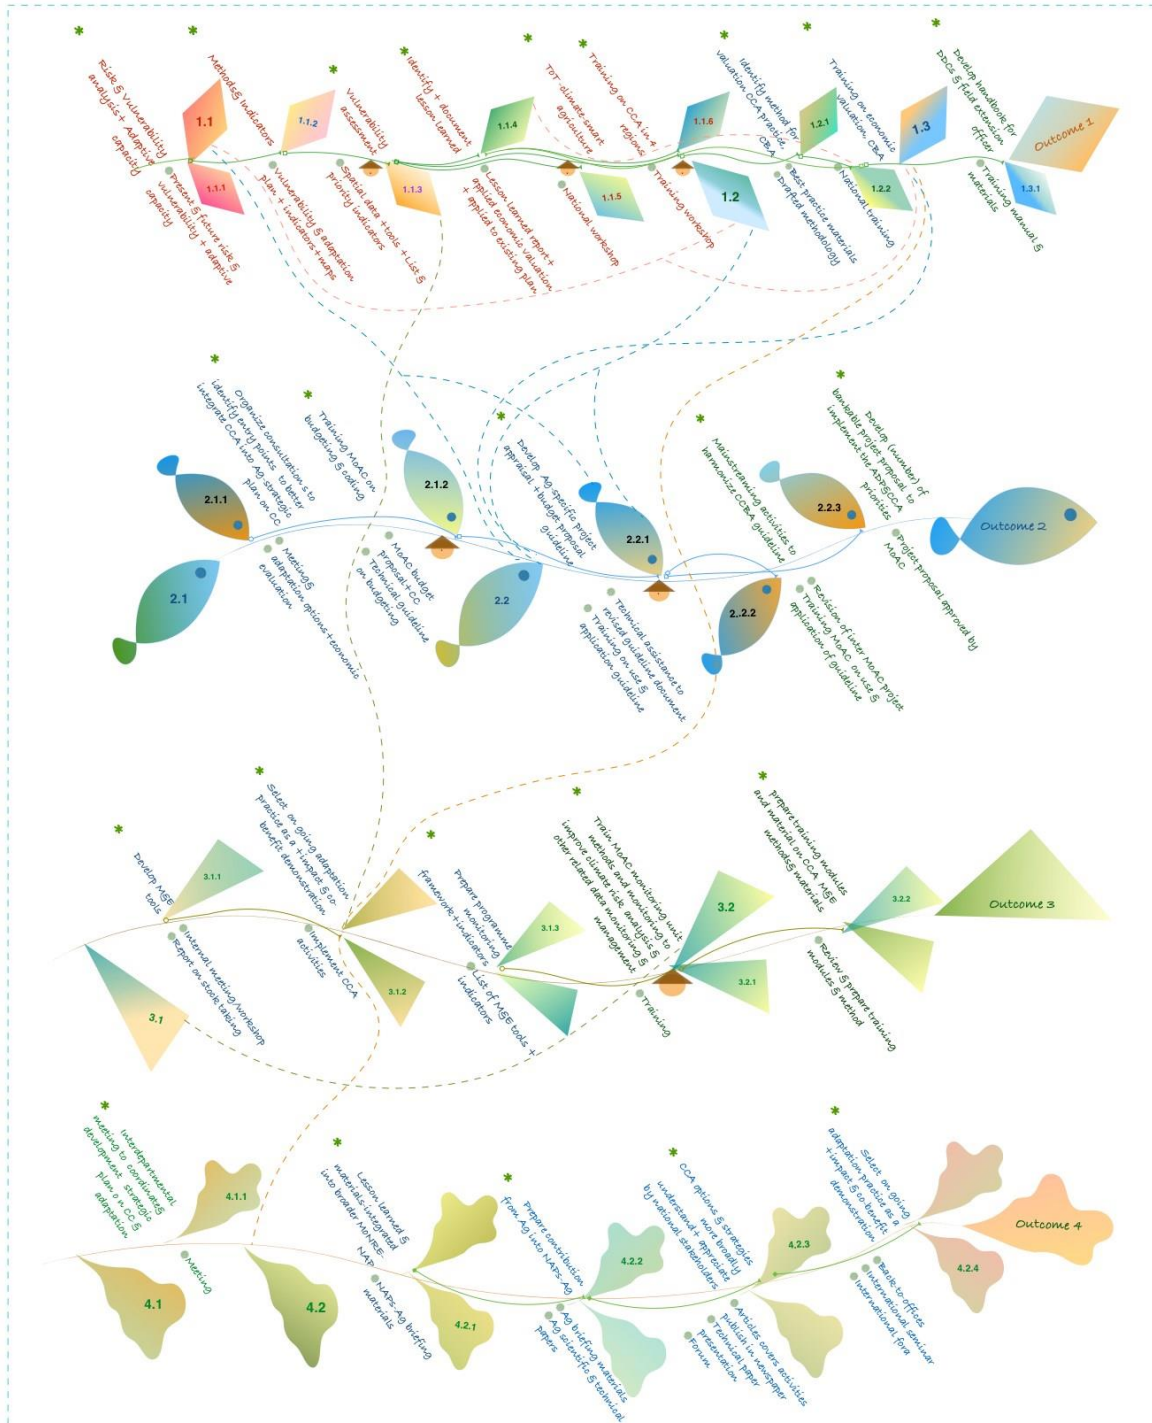 Risk & Vulnerability
analysis + Adaptive
capacity
1.1
1.1.1
Present & future risk &
vulnerability + adaptive
capacity
Methods & Indicators
1.1.2
Vulnerability & adaptation
plan + indicators + maps
Vulnerability
assessment
1.1.3
Spatial data + tools + List &
priority indicators
Identify + document
lesson learned
1.1.4
Lesson learned report +
applied economic valuation
+ applied to existing plan
ToT climate-smart
agriculture
1.1.5
National workshop
Training on CCA in 4
regions
1.1.6
Training workshop
1.2
Identify method for
valuation CCA practice,
CBA
1.2.1
Best practice materials
Drafted methodology
Training on economic
valuation, CBA
1.2.2
National training
1.3
Develop handbook for
DDCs & field extension
officer
1.3.1
Training manual &
materials
Outcome 1
2.1
2.1.1
Organize consultations to
identify entry points to better
integrate CCA into Ag-strategic
plan on CC
Meeting &
adaptation options + economic
evaluation
Training MoAC on
budgeting & coding
2.1.2
MoAC budget
proposal + CC
Technical guideline
on budgeting
2.2
Develop Ag specific project
appraisal + budget proposal
guideline
2.2.1
Technical assistance to
revised guideline document
Training on use &
application guideline
Mainstreaming activities to
harmonize CCBA guideline
2..2.2
Revision of inter MoAC project
Training MoAC on use &
application of guideline
2.2.3
Develop (number) of
bankable project proposal to
implement the ADPSCCA
priorities
Project proposal approved by
MoAC
Outcome 2
3.1
Develop M&E
tools
3.1.1
Internal meeting/workshop
Report on stock taking
Select on going adaptation
practice as a + impact & co-
benefit demonstration
3.1.2
Implement CCA
activities
Prepare programme
monitoring
framework + indicators
3.1.3
List of M&E tools +
indicators
Train MoAC monitoring unit
methods and monitoring to
improve climate risk analysis &
other related data monitoring &
management
3.2
3.2.1
Training
prepare training modules
and material on CCA M&E
methods & materials
3.2.2
Review & prepare training
modules & method
Outcome 3
4.1
Interdepartmental
meeting to coordinate &
development strategic
plan on CC &
adaptation
4.1.1
Meeting
4.2
Lesson learned &
materials-integrated
into broader MoNRE-
NAP
4.2.1
NAPs-Ag briefing
materials
Prepare contribution
from Ag into NAPs-Ag
4.2.2
Ag briefing materials
Ag scientific & technical
papers
CCA options & strategies
more broadly
understand + appreciate
by national stakeholders
4.2.3
Articles covers activities
publish in newspaper
Technical paper
presentation
Forum
Select on going
adaptation practice as a
+ impact & co-benefit
demonstration
4.2.4
Back-to-offices
International seminar
International fora
Outcome 4